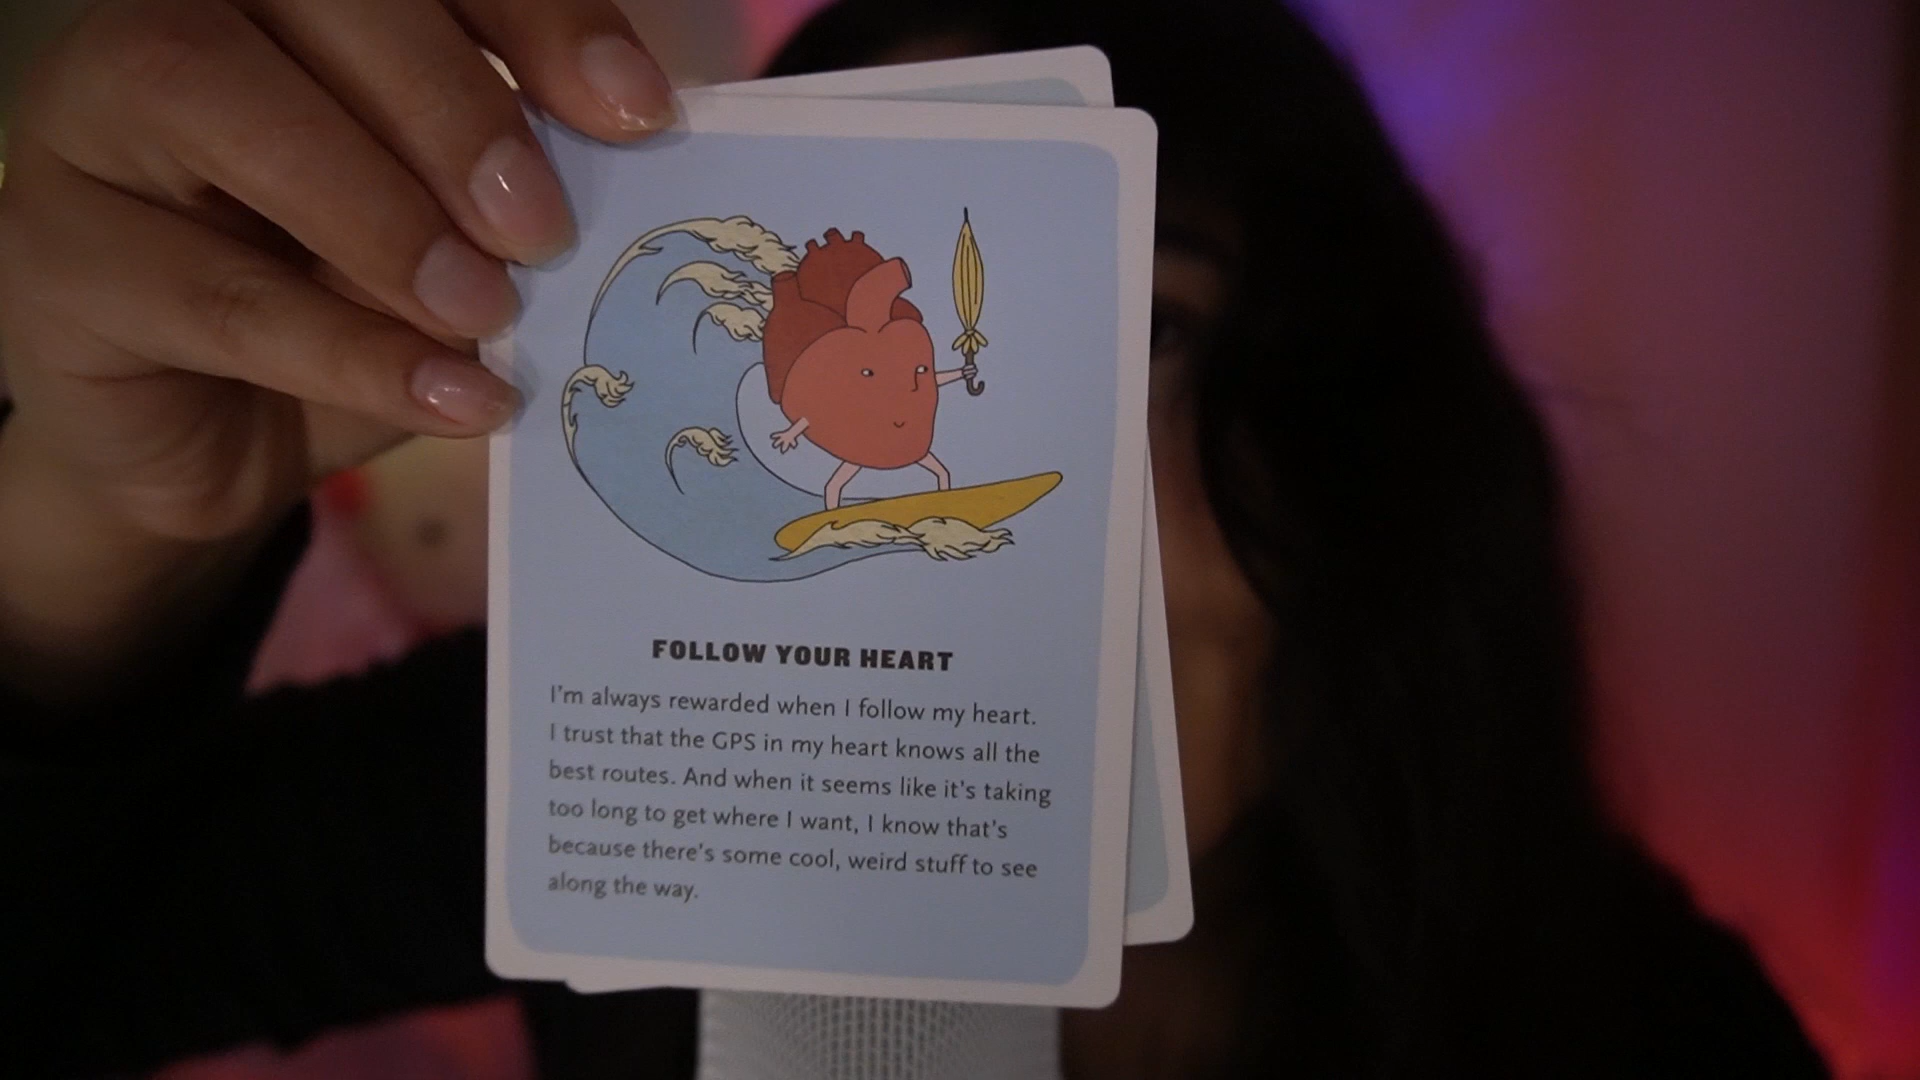 FOLLOW YOUR HEART
I'm always rewarded when I follow my heart.
I trust that the GPS in my heart knows all the
best routes. And when it seems like it's taking
too long to get where I want, I know that's
because there's some cool, weird stuff to see
along the way.